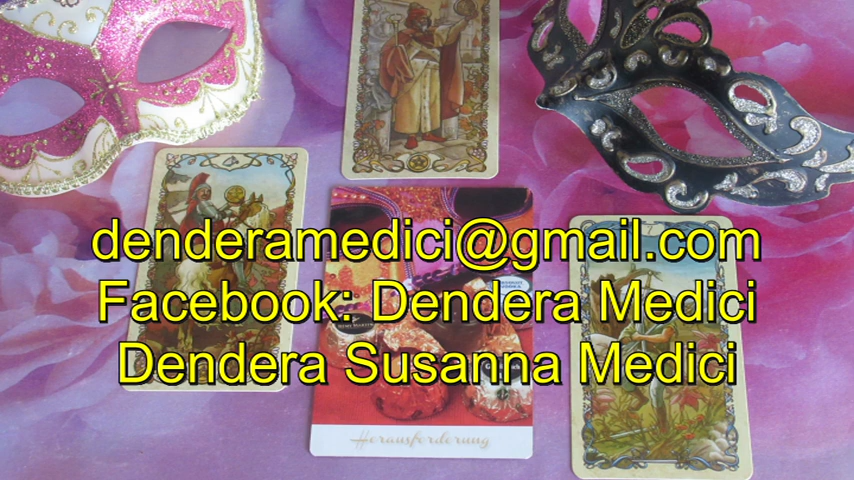 denderamedici@gmail.com
Facebook: Dendera Medici
Dendera Susanna Medici
Herausforderung